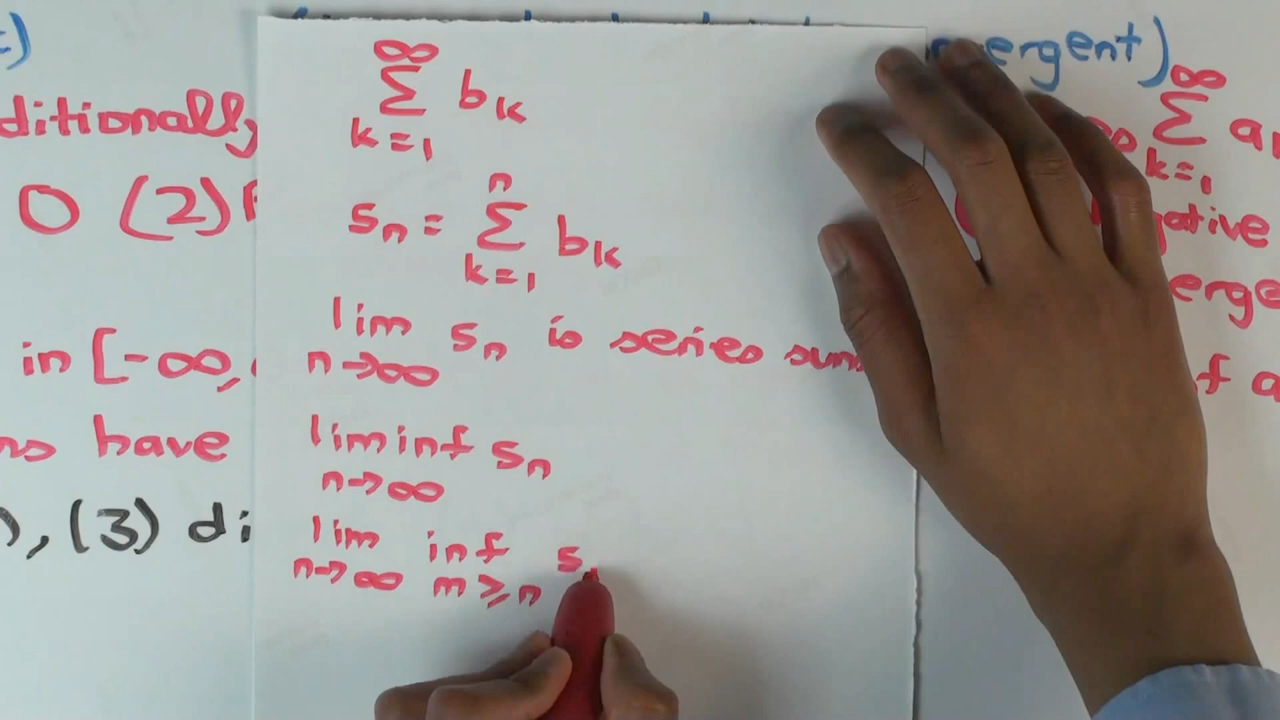 ∞
Σ bₖ
k=1
n
sₙ = Σ bₖ
k=1
lim sₙ is series sum
n→∞
liminf sₙ
n→∞
lim inf s
n→∞ m≥n
ditionally
0 (2)
in [-∞,
have
, (3) di
ergent)
∞
Σ a
k=1
ative
erge
f a